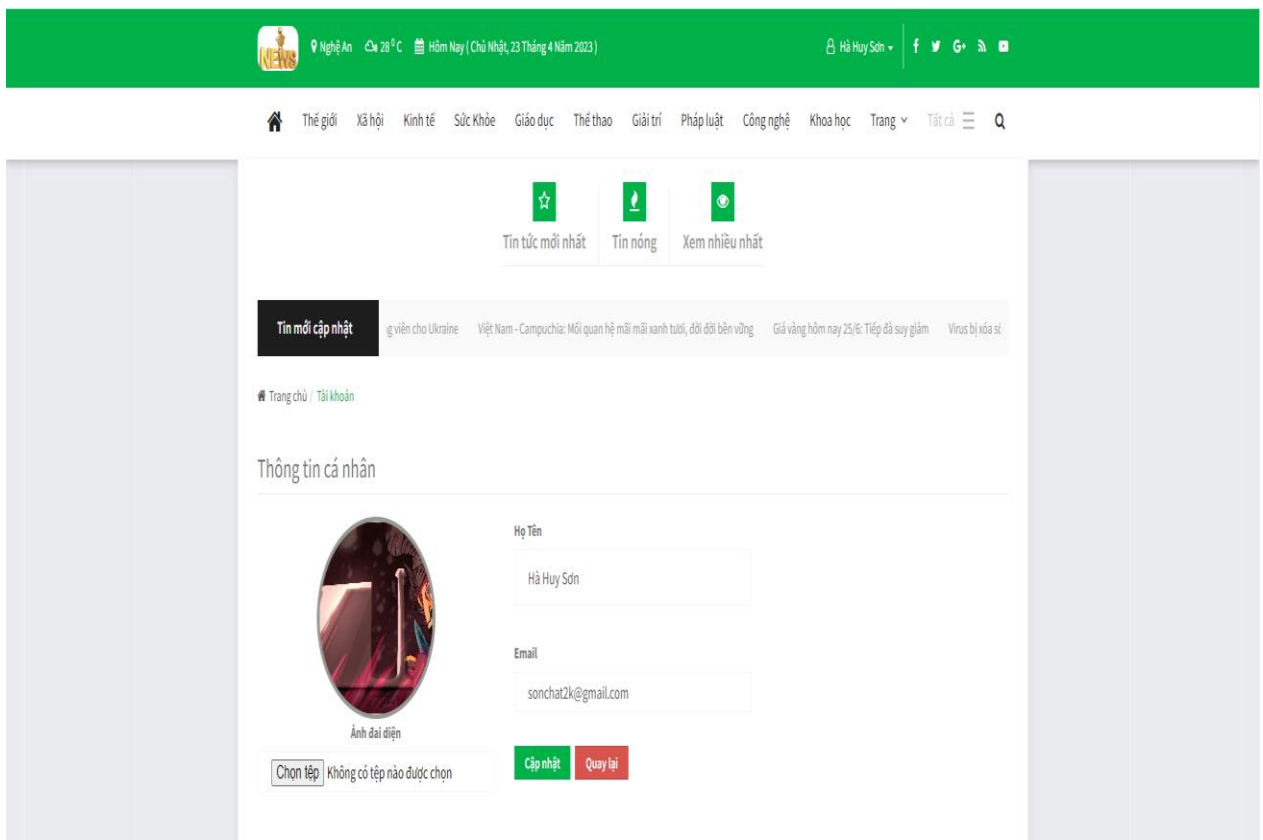 NEWS
Nghệ An 28⁰C Hôm Nay ( Chủ Nhật, 23 Tháng 4 Năm 2023 ) Hà Huy Sơn
Thế giới Xã hội Kinh tế Sức Khỏe Giáo dục Thể thao Giải trí Pháp luật Công nghệ Khoa học Trang Tất cả
Tin tức mới nhất Tin nóng Xem nhiều nhất
Tin mới cập nhật g viên cho Ukraine Việt Nam - Campuchia: Mối quan hệ mãi mãi xanh tươi, đời đời bền vững Giá vàng hôm nay 25/6: Tiếp đà suy giảm Virus bị xóa sổ
Trang chủ / Tài khoản
Thông tin cá nhân
Họ Tên
Hà Huy Sơn
Email
sonchat2k@gmail.com
Ảnh đai diện
Chọn tệp Không có tệp nào được chọn
Cập nhật Quay lại